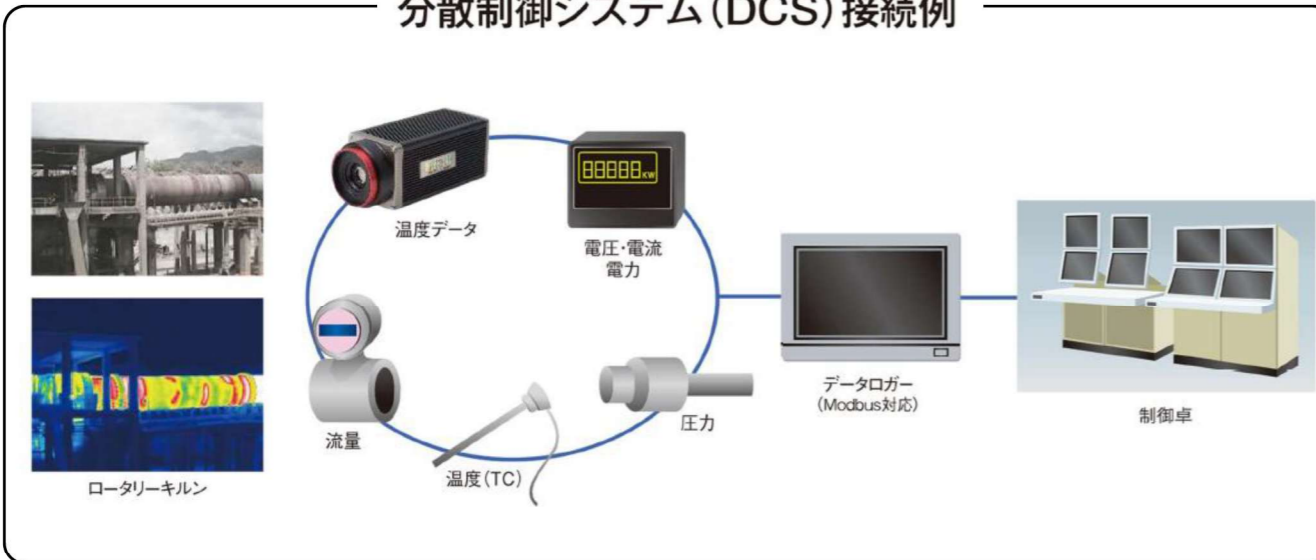 分散制御システム(DCS)接続例
温度データ
88888 KW
電圧・電流
電力
流量
温度(TC)
圧力
データロガー
(Modbus対応)
制御卓
ロータリーキルン